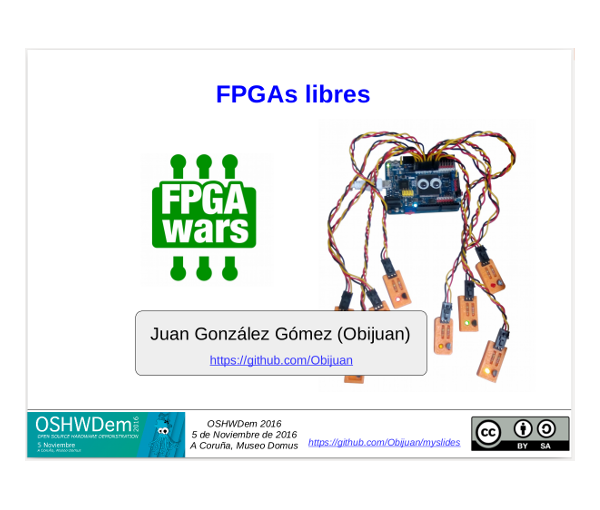 FPGAs libres
FPGA
wars
Juan González Gómez (Obijuan)
https://github.com/Obijuan
OSHWDem 2016
OPEN SOURCE HARDWARE DEMONSTRATION
5 Noviembre
A Coruña, Museo Domus
OSHWDem 2016
5 de Noviembre de 2016
A Coruña, Museo Domus
https://github.com/Obijuan/myslides
cc
BY SA